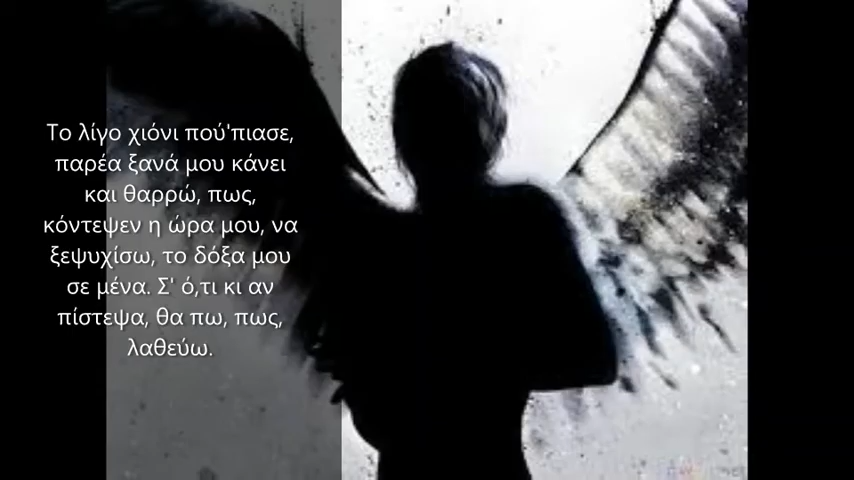 Το λίγο χιόνι πού'πιασε,
παρέα ξανά μου κάνει
και θαρρώ, πως,
κόντεψεν η ώρα μου, να
ξεψυχίσω, το δόξα μου
σε μένα. Σ' ό,τι κι αν
πίστεψα, θα πω, πως,
λαθεύω.